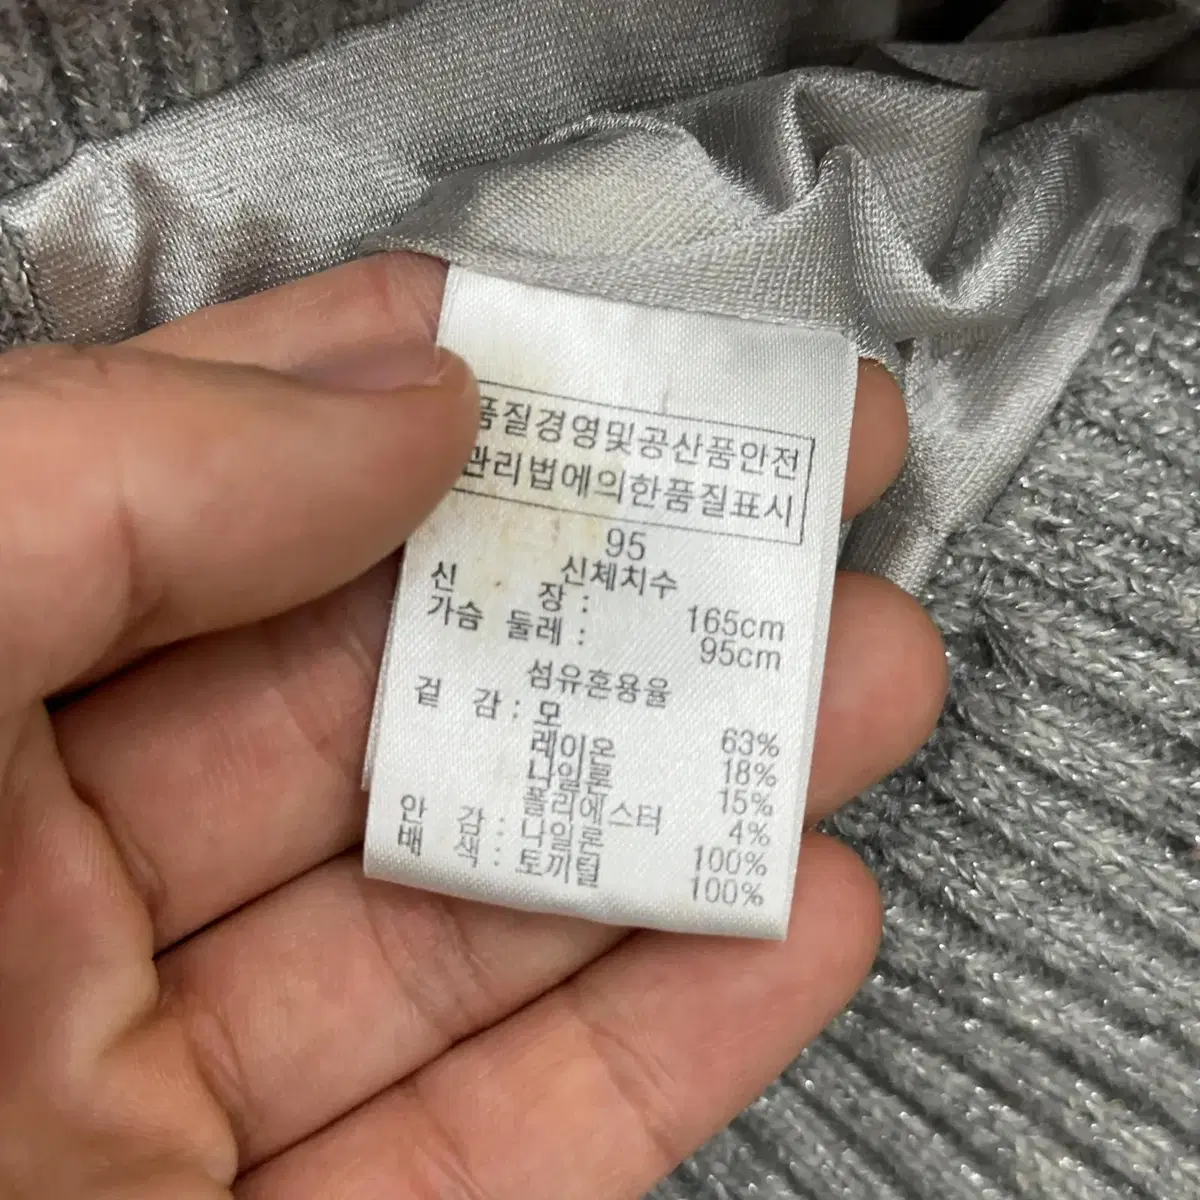 품질경영및공산품안전
관리법에의한품질표시
95
신체치수
신 장 : 165cm
가슴 둘레 : 95cm
섬유혼용율
겉 감 : 모 63%
레이온 18%
나일론 15%
폴리에스터 4%
안 감 : 나일론 100%
배 색 : 토끼털 100%